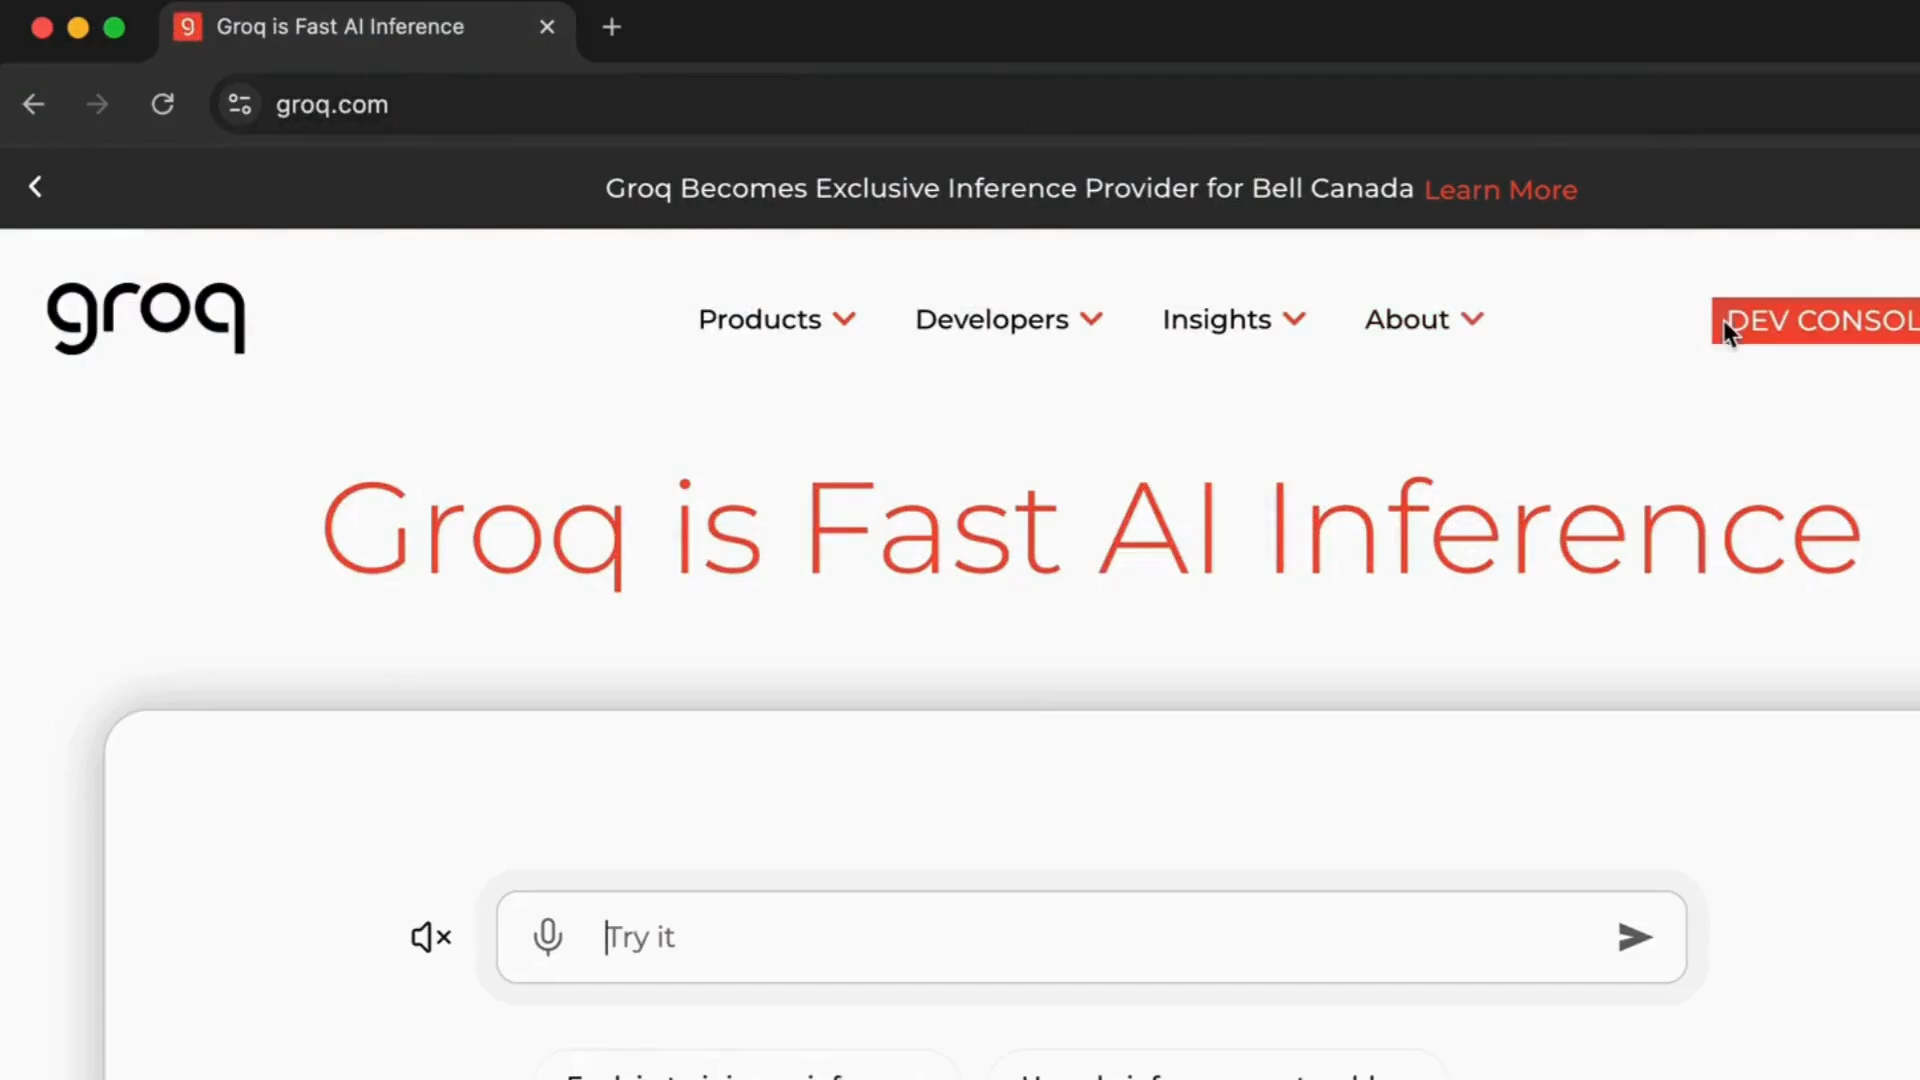 Groq is Fast AI Inference
groq.com
Groq Becomes Exclusive Inference Provider for Bell Canada Learn More
groq
Products Developers Insights About DEV CONSOL
Groq is Fast AI Inference
Try it